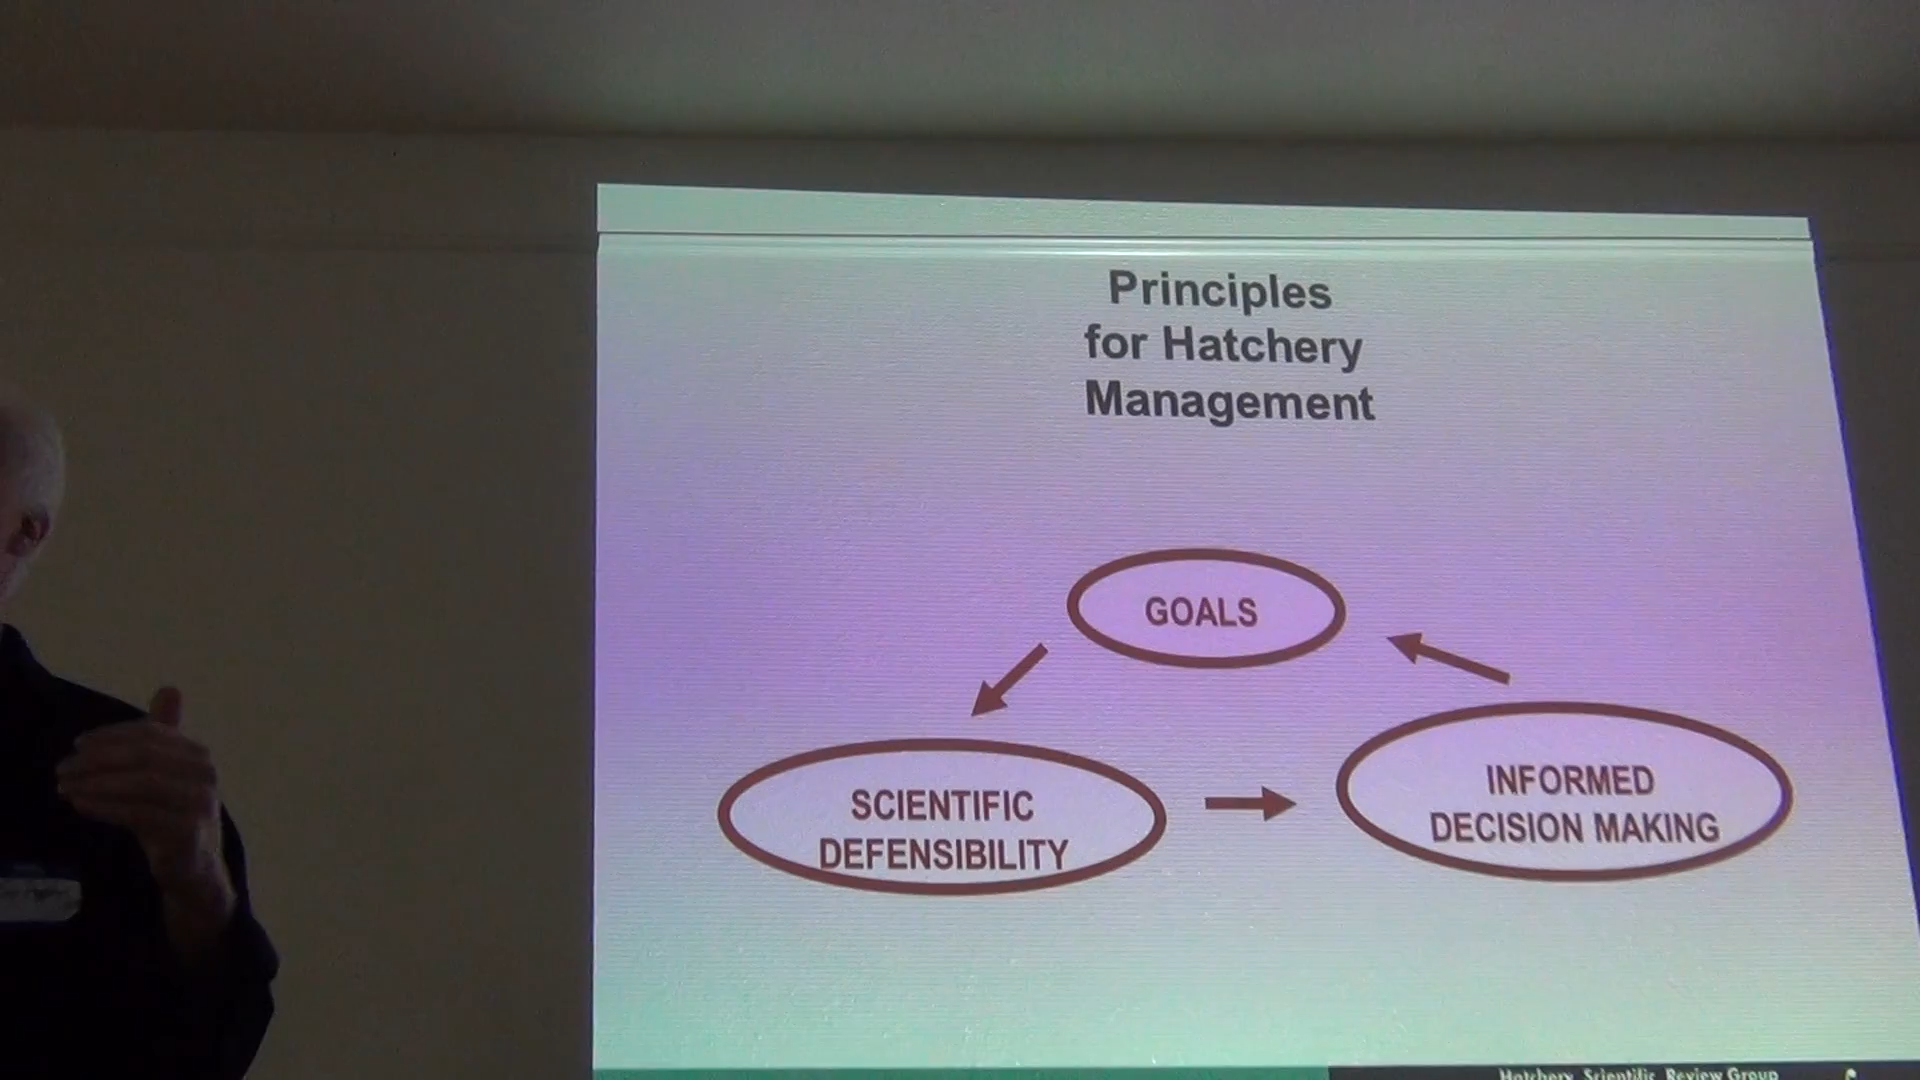 Principles
for Hatchery
Management
GOALS
SCIENTIFIC
DEFENSIBILITY
INFORMED
DECISION MAKING
Hatchery Scientific Review Group